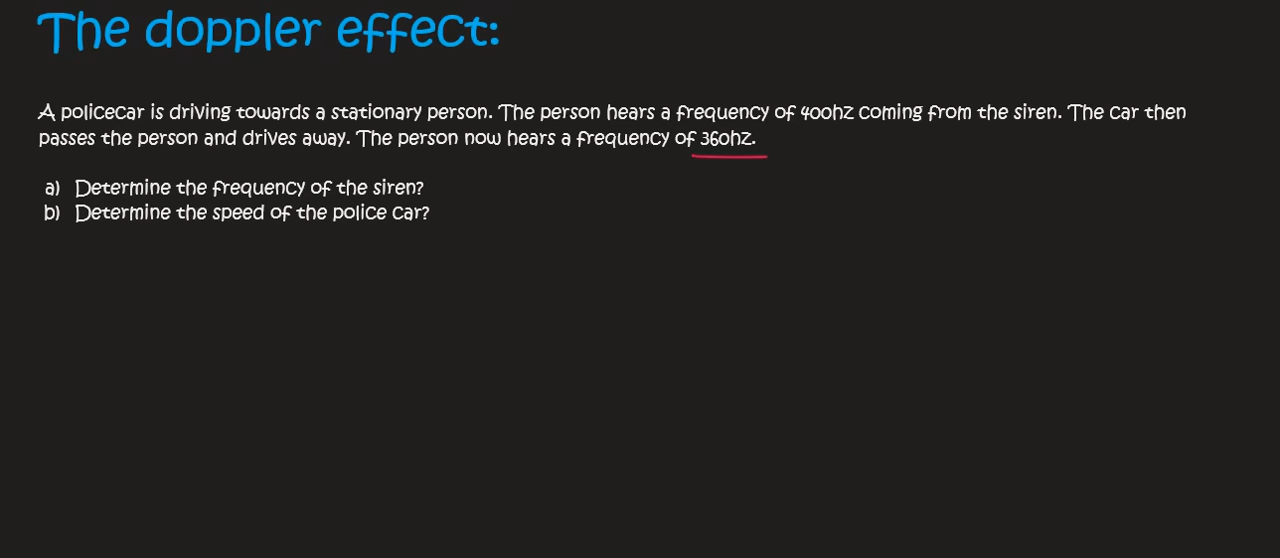 The doppler effect:
A policecar is driving towards a stationary person. The person hears a frequency of 400hz coming from the siren. The car then
passes the person and drives away. The person now hears a frequency of 360hz.
a) Determine the frequency of the siren?
b) Determine the speed of the police car?